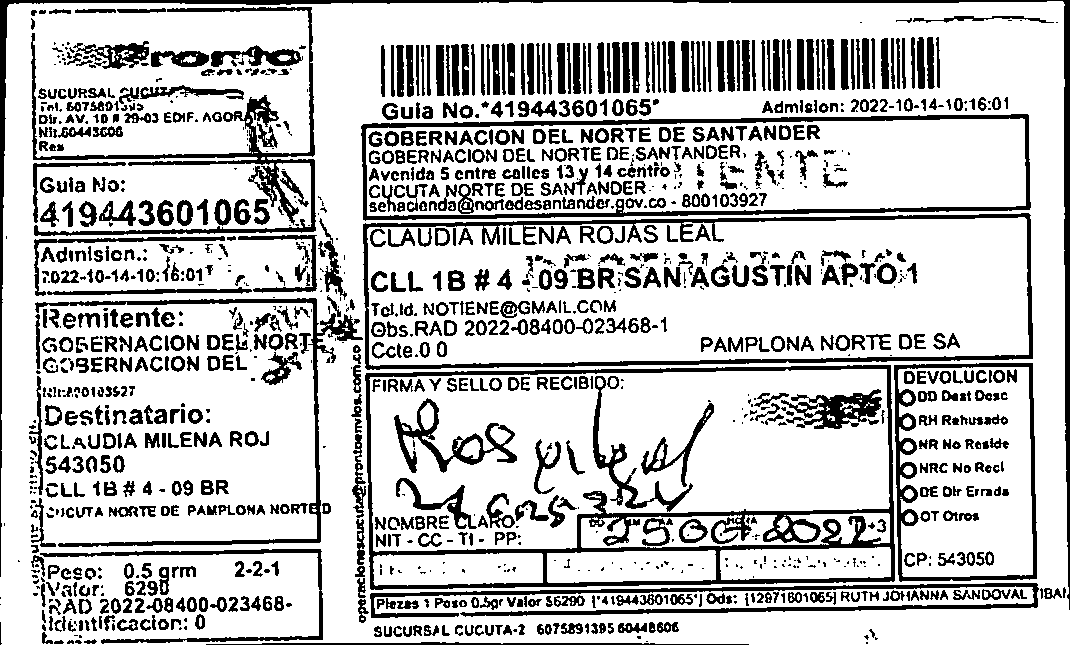 Pronto
envios
SUCURSAL CUCUTA
Tel. 6075891395
Dir. AV. 10 # 29-03 EDIF. AGORA
Nit.60448606
Res
Guia No:
419443601065
Admision.:
2022-10-14-10:16:01
Remitente:
GOBERNACION DEL NORTE
GOBERNACION DEL
Nit:800103927
Destinatario:
CLAUDIA MILENA ROJ
543050
CLL 1B # 4 - 09 BR
CUCUTA NORTE DE PAMPLONA NORTE D
Peso: 0.5 grm 2-2-1
Valor: 6290
RAD 2022-08400-023468-
Identificacion: 0
operacionescucuta@prontoenvios.com.co
Guia No.*419443601065*
Admision: 2022-10-14-10:16:01
GOBERNACION DEL NORTE DE SANTANDER
GOBERNACION DEL NORTE DE SANTANDER.
Avenida 5 entre calles 13 y 14 centro
CUCUTA NORTE DE SANTANDER
sehacienda@nortedesantander.gov.co - 800103927
CLAUDIA MILENA ROJAS LEAL
CLL 1B # 4 - 09 BR SAN AGUSTIN APTO 1
Tel.Id. NOTIENE@GMAIL.COM
Obs.RAD 2022-08400-023468-1
Ccte.0 0
PAMPLONA NORTE DE SA
FIRMA Y SELLO DE RECIBIDO:
NOMBRE CLARO:
NIT - CC - TI - PP:
DEVOLUCION
DD Dest Desc
RH Rehusado
NR No Reside
NRC No Recl
DE Dir Errada
OT Otros
CP: 543050
Piezas 1 Peso 0.5gr Valor $6290 ['419443601065'] Ods: [12971601065] RUTH JOHANNA SANDOVAL
SUCURSAL CUCUTA-2 6075891395 60448606